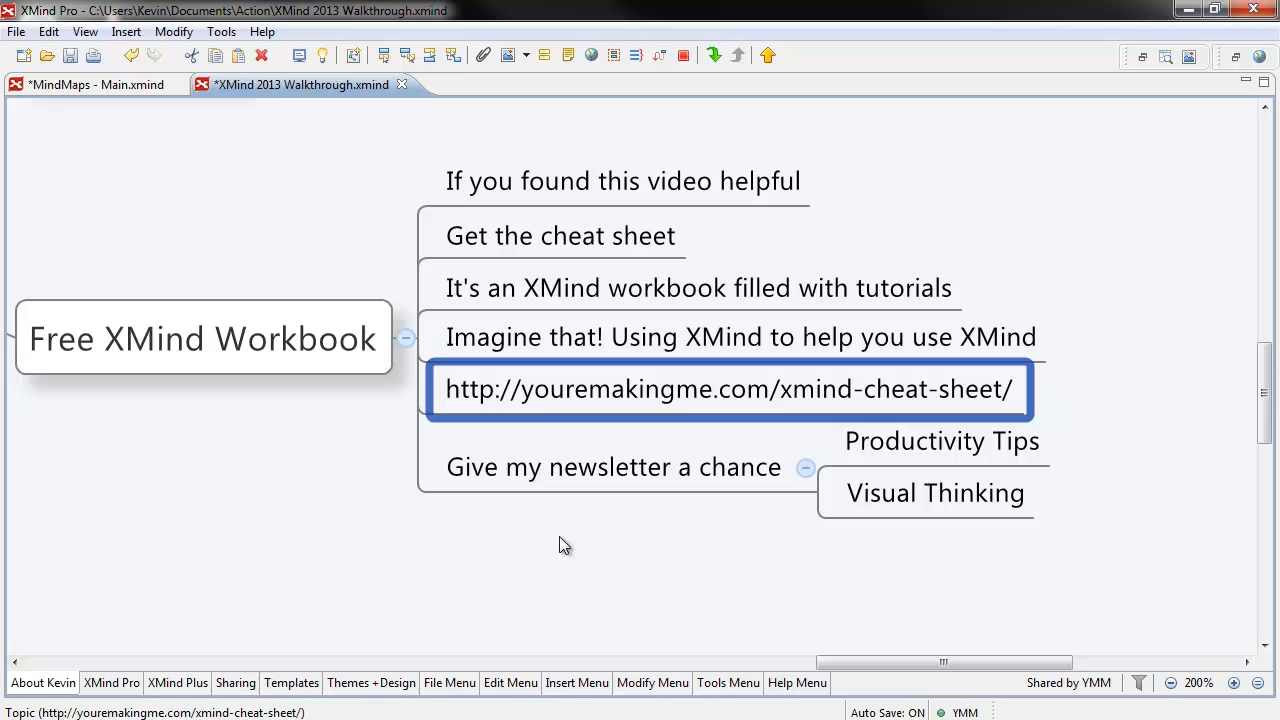 XMind Pro - C:\Users\Kevin\Documents\Action\XMind 2013 Walkthrough.xmind
File Edit View Insert Modify Tools Help
*MindMaps - Main.xmind
*XMind 2013 Walkthrough.xmind
If you found this video helpful
Get the cheat sheet
It's an XMind workbook filled with tutorials
Free XMind Workbook
Imagine that! Using XMind to help you use XMind
http://youremakingme.com/xmind-cheat-sheet/
Give my newsletter a chance
Productivity Tips
Visual Thinking
About Kevin XMind Pro XMind Plus Sharing Templates Themes +Design File Menu Edit Menu Insert Menu Modify Menu Tools Menu Help Menu Shared by YMM 200%
Topic (http://youremakingme.com/xmind-cheat-sheet/) Auto Save: ON YMM